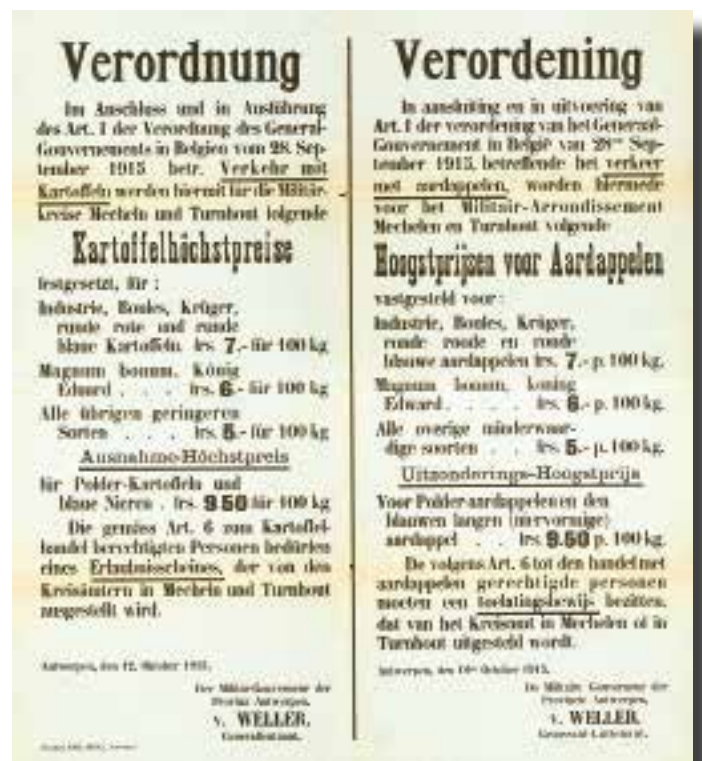 Verordnung
Im Anschluss und in Ausführung
des Art. I der Verordnung des General-
Gouvernements in Belgien vom 28. Sep-
tember 1915 betr. Verkehr mit
Kartoffeln werden hiermit für die Militär-
kreise Mecheln und Turnhout folgende
Kartoffelhöchstpreise
festgesetzt, für :
Industrie, Boules, Krüger,
runde rote und runde
blaue Kartoffeln frs. 7.- für 100 kg
Magnum bonum, König
Eduard . . . frs. 6.- für 100 kg
Alle übrigen geringeren
Sorten . . . frs. 5.- für 100 kg
Ausnahme-Höchstpreis
für Polder-Kartoffeln und
blaue Nieren . frs. 9.50 für 100 kg
Die gemäss Art. 6 zum Kartoffel-
handel berechtigten Personen bedürfen
eines Erlaubnisscheines, der von den
Kreisämtern in Mecheln und Turnhout
ausgestellt wird.
Antwerpen, den 12. Oktober 1915.
Der Militär-Gouverneur der
Provinz Antwerpen,
v. WELLER,
Generalleutnant.
Verordening
In aansluiting en in uitvoering van
Art. I der verordening van het Generaal-
Gouvernement in België van 28sten Sep-
tember 1915, betreffende het verkeer
met aardappelen, worden hiermede
voor het Militair-Arrondissement
Mechelen en Turnhout volgende
Hoogstprijzen voor Aardappelen
vastgesteld voor :
Industrie, Boules, Krüger,
ronde roode en ronde
blauwe aardappelen frs. 7.- p. 100 kg.
Magnum bonum, koning
Edward . . . . frs. 6.- p. 100 kg.
Alle overige minderwaar-
dige soorten . . frs. 5.- p. 100 kg.
Uitzonderings-Hoogstprijs
Voor Polder-aardappelen en den
blauwen langen (niervormige)
aardappel . . frs. 9.50 p. 100 kg.
De volgens Art. 6 tot den handel met
aardappelen gerechtigde personen
moeten een toelatingsbewijs bezitten,
dat van het Kreisamt in Mechelen of in
Turnhout uitgesteld wordt.
Antwerpen, den October 1915.
De Militaire Gouverneur der
Provincie Antwerpen,
v. WELLER,
Generaal-Luitenant.